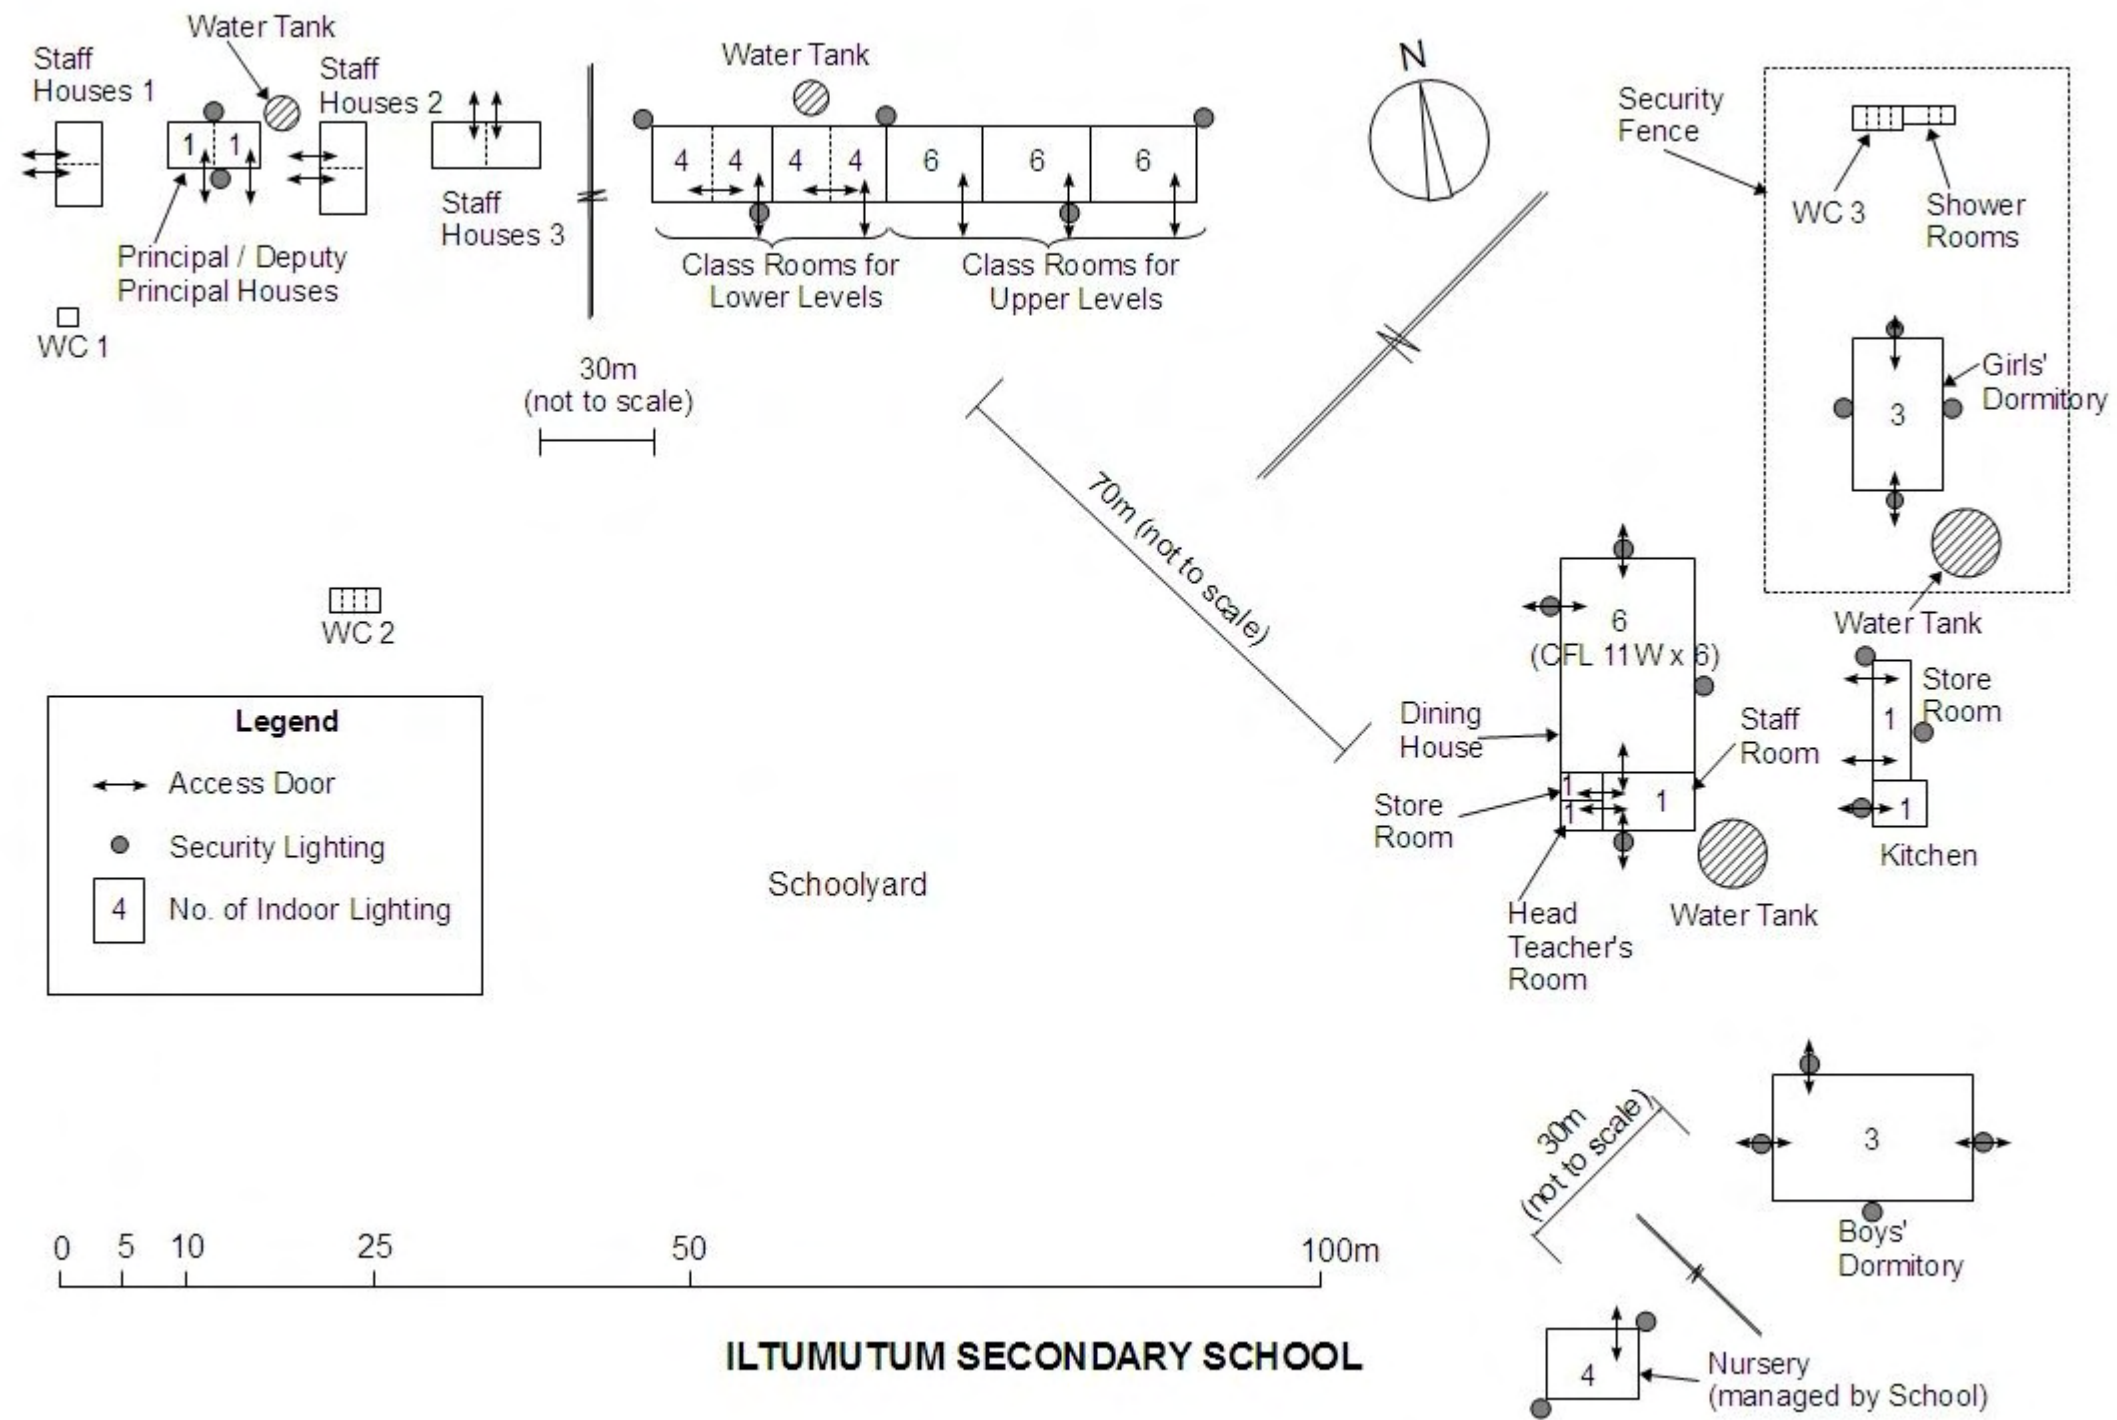 Water Tank
Staff
Houses 1
Staff
Houses 2
1
1
Principal / Deputy
Principal Houses
Staff
Houses 3
WC 1
Water Tank
4
4
4
4
6
6
6
Class Rooms for
Lower Levels
Class Rooms for
Upper Levels
30m
(not to scale)
N
Security
Fence
WC 3
Shower
Rooms
Girls'
Dormitory
3
Water Tank
70m (not to scale)
WC 2
6
(CFL 11W x 6)
Dining
House
Staff
Room
1
1
1
Store
Room
Head
Teacher's
Room
Water Tank
Store
Room
1
1
Kitchen
Legend
Access Door
Security Lighting
4
No. of Indoor Lighting
Schoolyard
3
Boys'
Dormitory
30m
(not to scale)
4
Nursery
(managed by School)
0
5
10
25
50
100m
ILTUMUTUM SECONDARY SCHOOL